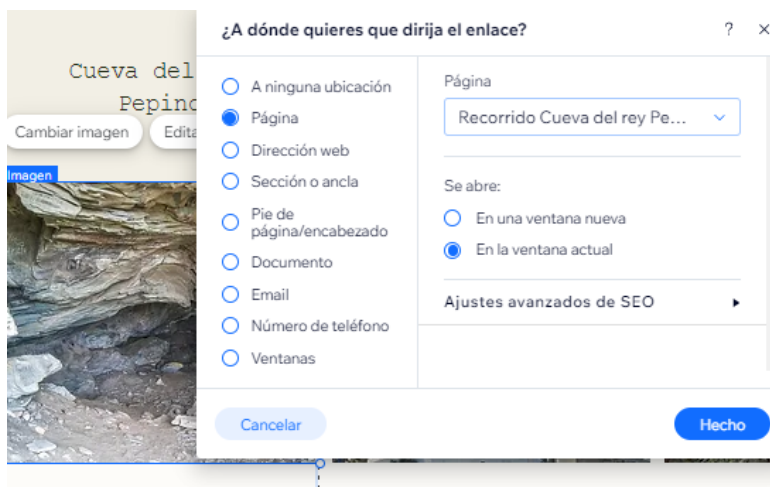 ¿A dónde quieres que dirija el enlace?
?
Cueva del
Pepino
Cambiar imagen
Edita
Imagen
A ninguna ubicación
Página
Dirección web
Sección o ancla
Pie de
página/encabezado
Documento
Email
Número de teléfono
Ventanas
Página
Recorrido Cueva del rey Pe...
Se abre:
En una ventana nueva
En la ventana actual
Ajustes avanzados de SEO
Cancelar
Hecho